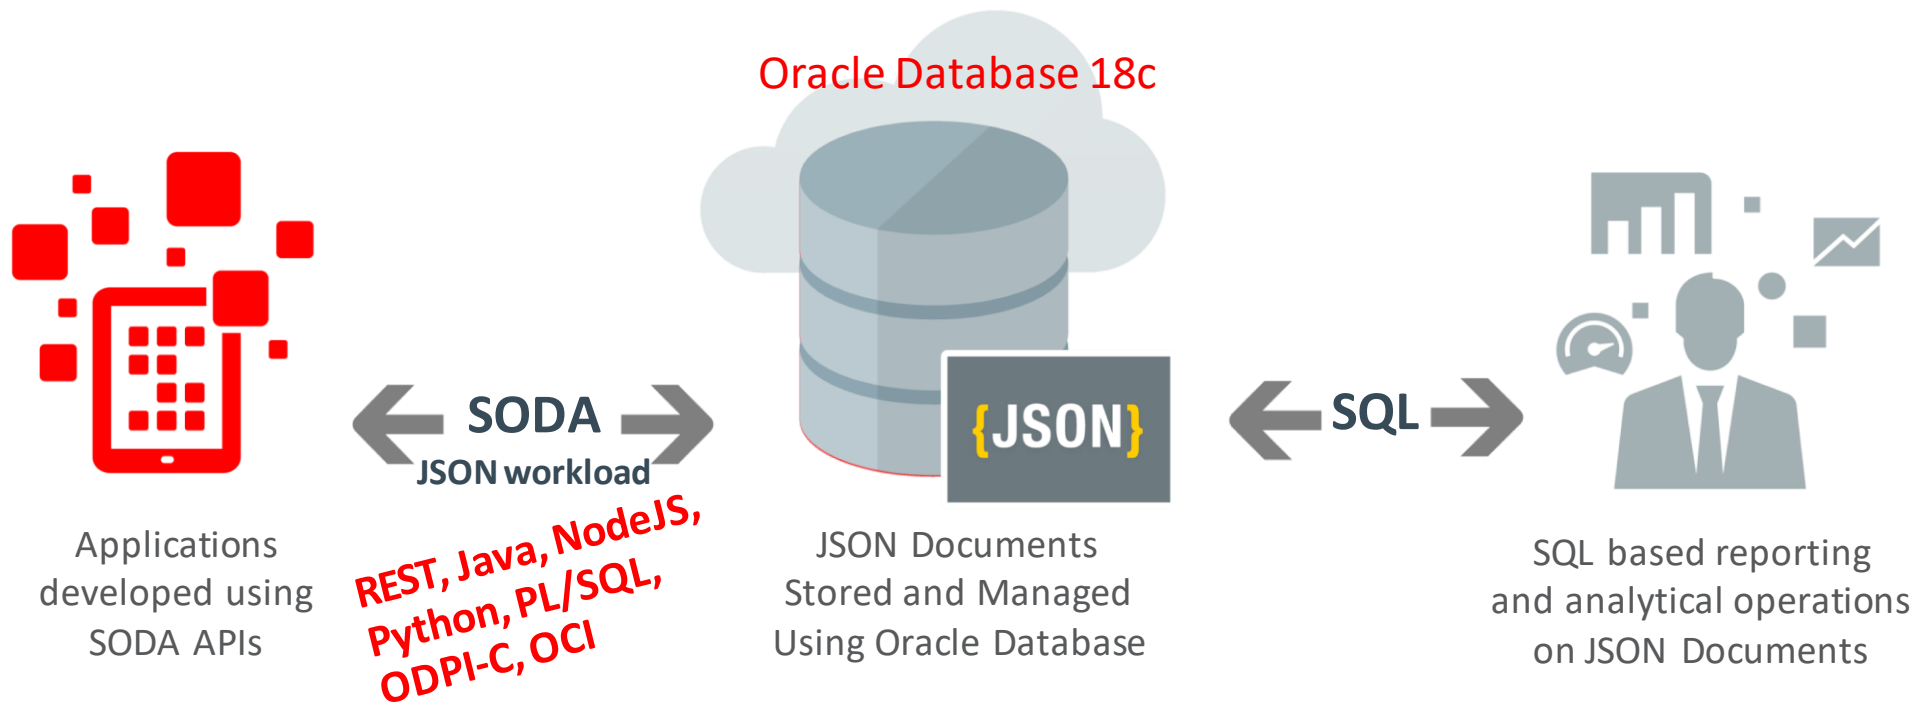 Oracle Database 18c
SODA
JSON workload
REST, Java, NodeJS,
Python, PL/SQL,
ODPI-C, OCI
{JSON}
SQL
Applications
developed using
SODA APIs
JSON Documents
Stored and Managed
Using Oracle Database
SQL based reporting
and analytical operations
on JSON Documents